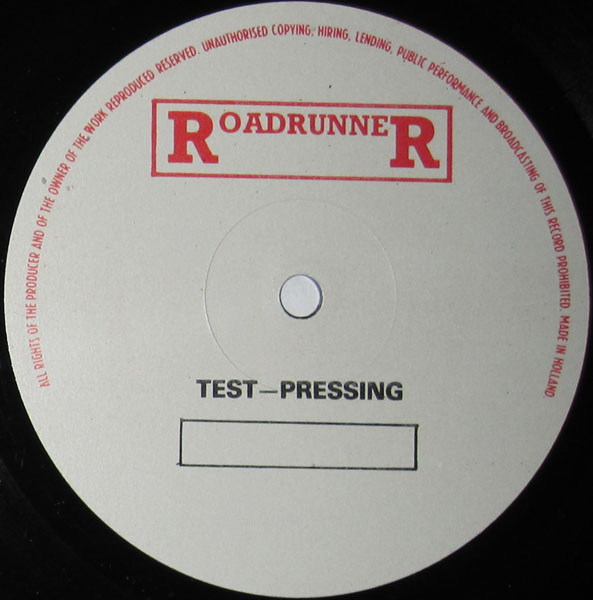 ALL RIGHTS OF THE PRODUCER AND OF THE OWNER OF THE WORK REPRODUCED RESERVED. UNAUTHORISED COPYING, HIRING, LENDING, PUBLIC PERFORMANCE AND BROADCASTING OF THIS RECORD PROHIBITED. MADE IN HOLLAND.
ROADRUNNER
TEST—PRESSING